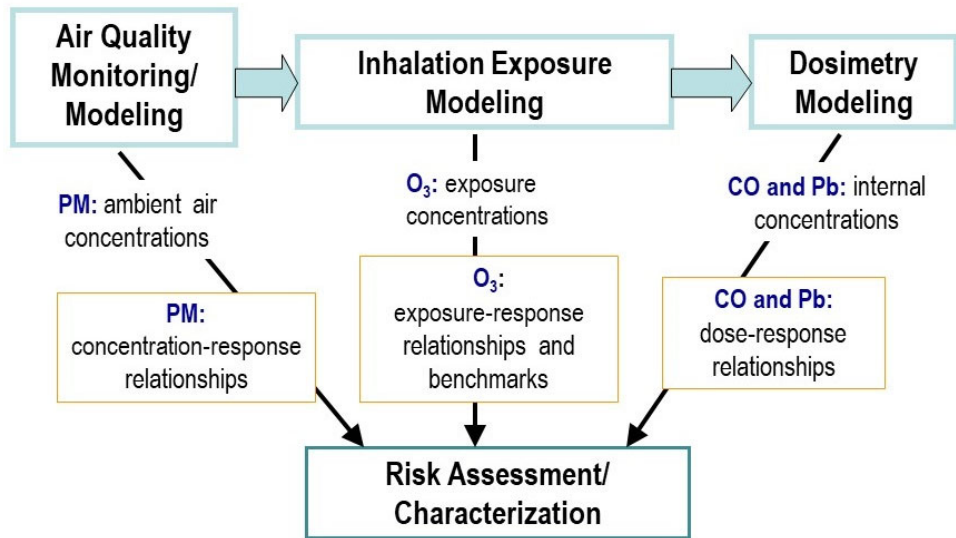 Air Quality
Monitoring/
Modeling
Inhalation Exposure
Modeling
Dosimetry
Modeling
PM: ambient air
concentrations
O₃: exposure
concentrations
CO and Pb: internal
concentrations
PM:
concentration-response
relationships
O₃:
exposure-response
relationships and
benchmarks
CO and Pb:
dose-response
relationships
Risk Assessment/
Characterization